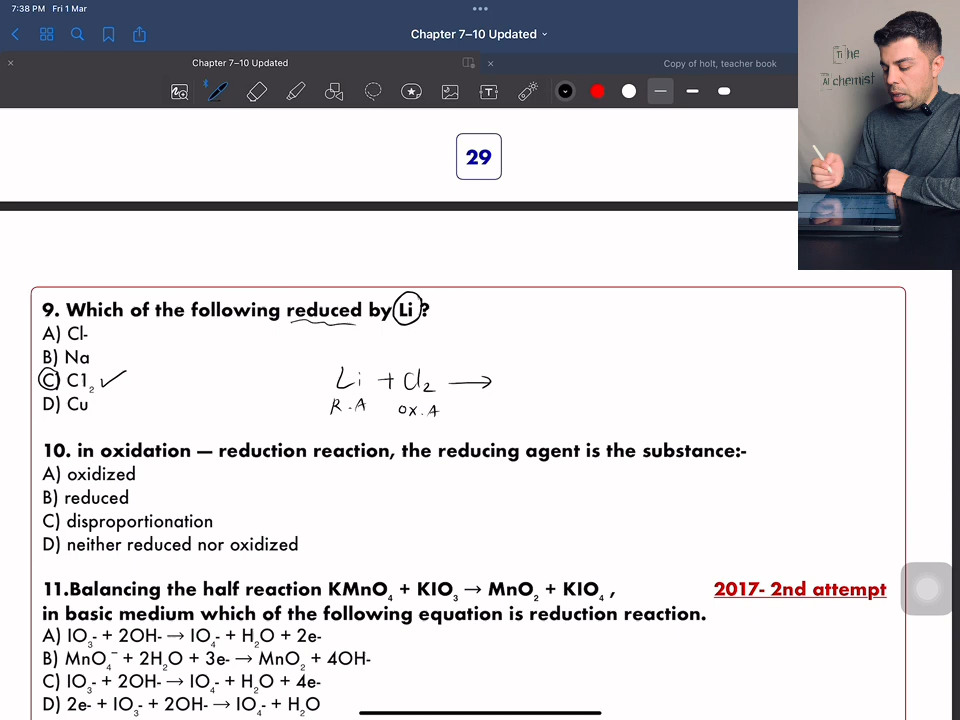 7:38 PM Fri 1 Mar
Chapter 7–10 Updated
Chapter 7–10 Updated
Copy of holt, teacher book
The
Alchemist
29
9. Which of the following reduced by Li ?
A) Cl-
B) Na
C) C1₂ ✓
D) Cu
Li + Cl₂ ⟶
R.A OX.A
10. in oxidation — reduction reaction, the reducing agent is the substance:-
A) oxidized
B) reduced
C) disproportionation
D) neither reduced nor oxidized
11.Balancing the half reaction KMnO₄ + KIO₃ → MnO₂ + KIO₄ , 2017- 2nd attempt
in basic medium which of the following equation is reduction reaction.
A) IO₃- + 2OH- → IO₄- + H₂O + 2e-
B) MnO₄⁻ + 2H₂O + 3e- → MnO₂ + 4OH-
C) IO₃- + 2OH- → IO₄- + H₂O + 4e-
D) 2e- + IO₃- + 2OH- → IO₄- + H₂O